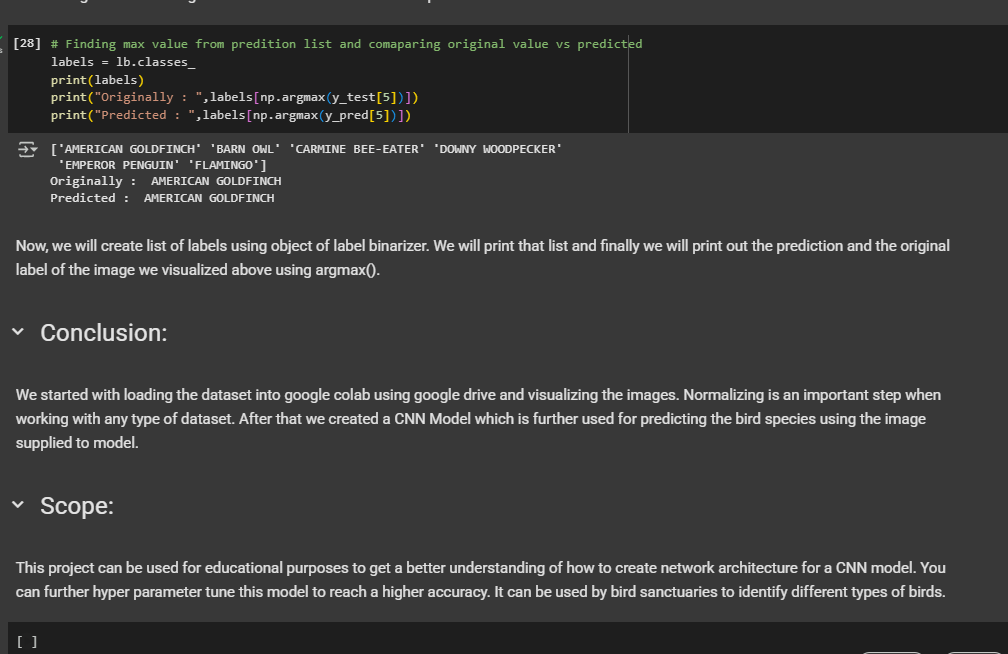 [28] # Finding max value from predition list and comaparing original value vs predicted
labels = lb.classes_
print(labels)
print("Originally : ",labels[np.argmax(y_test[5])])
print("Predicted : ",labels[np.argmax(y_pred[5])])
['AMERICAN GOLDFINCH' 'BARN OWL' 'CARMINE BEE-EATER' 'DOWNY WOODPECKER'
'EMPEROR PENGUIN' 'FLAMINGO']
Originally :  AMERICAN GOLDFINCH
Predicted :  AMERICAN GOLDFINCH
Now, we will create list of labels using object of label binarizer. We will print that list and finally we will print out the prediction and the original
label of the image we visualized above using argmax().
Conclusion:
We started with loading the dataset into google colab using google drive and visualizing the images. Normalizing is an important step when
working with any type of dataset. After that we created a CNN Model which is further used for predicting the bird species using the image
supplied to model.
Scope:
This project can be used for educational purposes to get a better understanding of how to create network architecture for a CNN model. You
can further hyper parameter tune this model to reach a higher accuracy. It can be used by bird sanctuaries to identify different types of birds.
[ ]